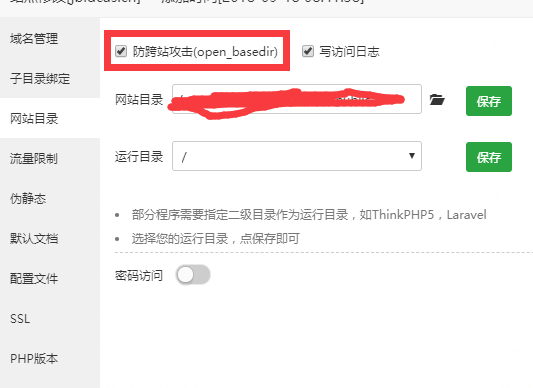 域名管理
防跨站攻击(open_basedir)
写访问日志
子目录绑定
网站目录
网站目录
/
保存
流量限制
运行目录
/
保存
伪静态
部分程序需要指定二级目录作为运行目录，如ThinkPHP5，Laravel
默认文档
选择您的运行目录，点保存即可
配置文件
密码访问
SSL
PHP版本